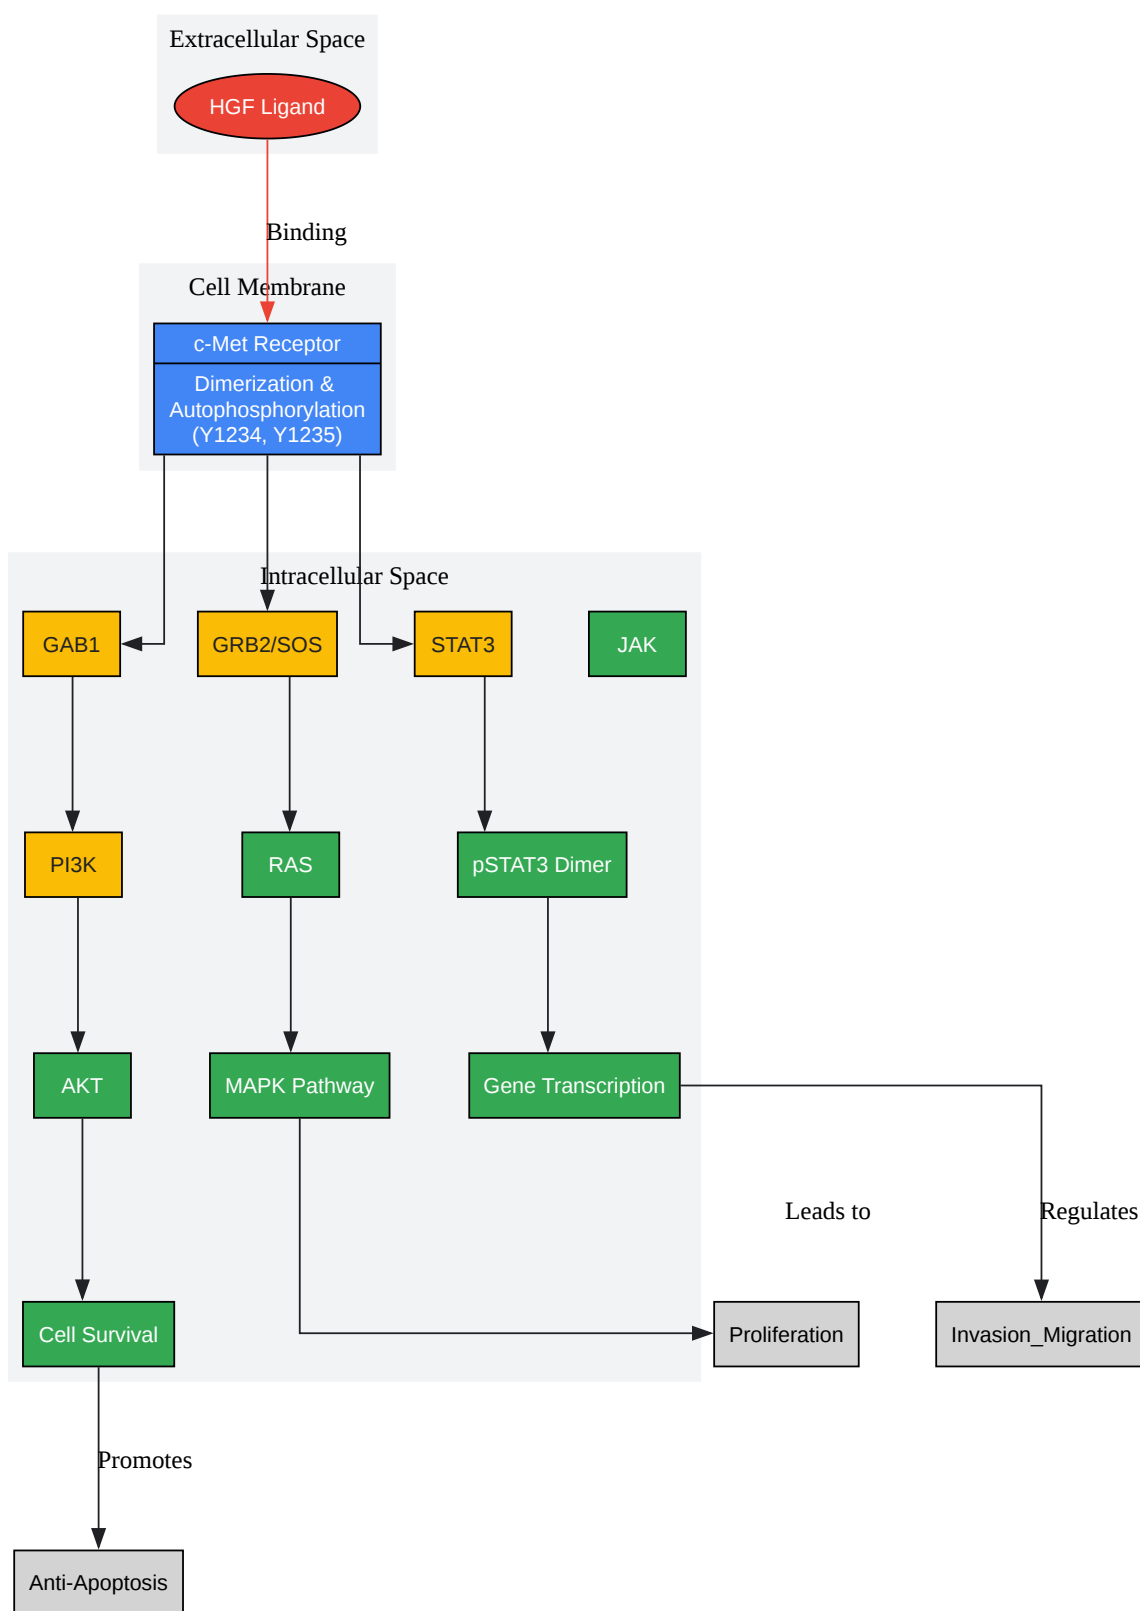 Extracellular Space
HGF Ligand
Binding
Cell Membrane
c-Met Receptor
Dimerization &
Autophosphorylation
(Y1234, Y1235)
Intracellular Space
GAB1
GRB2/SOS
STAT3
JAK
PI3K
RAS
pSTAT3 Dimer
AKT
MAPK Pathway
Gene Transcription
Leads to
Regulates
Cell Survival
Proliferation
Invasion_Migration
Promotes
Anti-Apoptosis